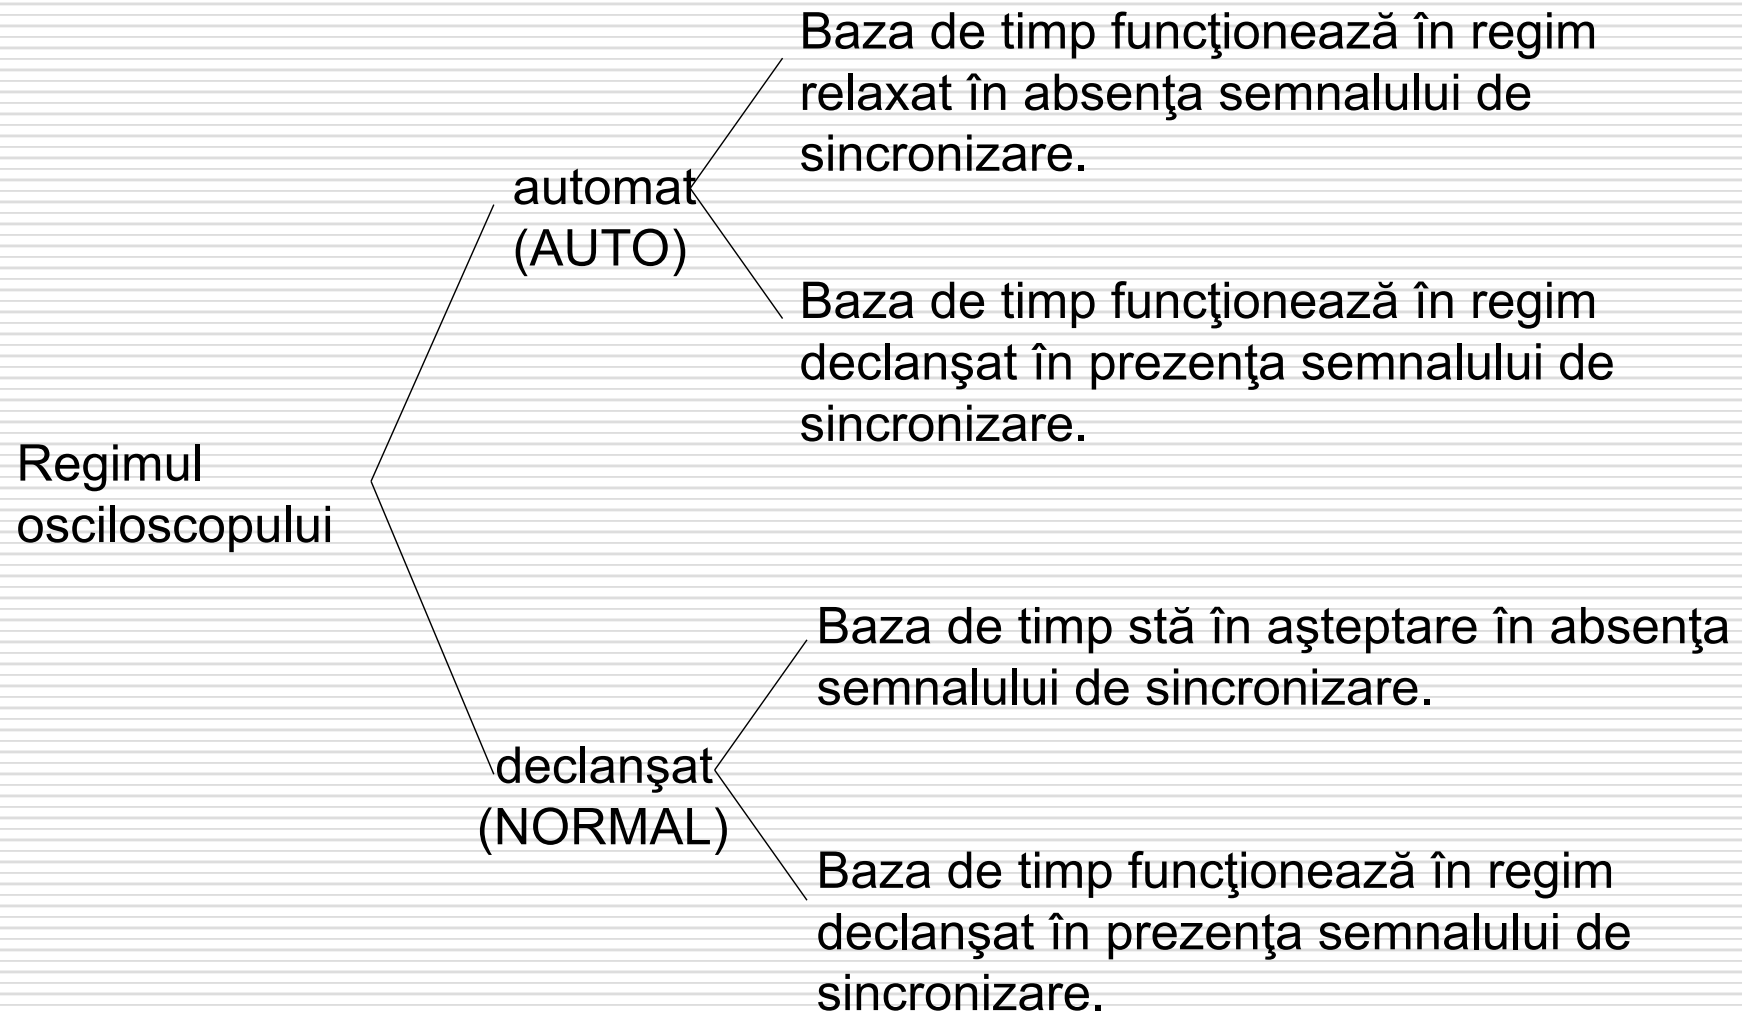 Baza de timp funcţionează în regim
relaxat în absenţa semnalului de
sincronizare.
automat
(AUTO)
Baza de timp funcţionează în regim
declanşat în prezenţa semnalului de
sincronizare.
Regimul
osciloscopului
Baza de timp stă în aşteptare în absenţa
semnalului de sincronizare.
declanşat
(NORMAL)
Baza de timp funcţionează în regim
declanşat în prezenţa semnalului de
sincronizare.